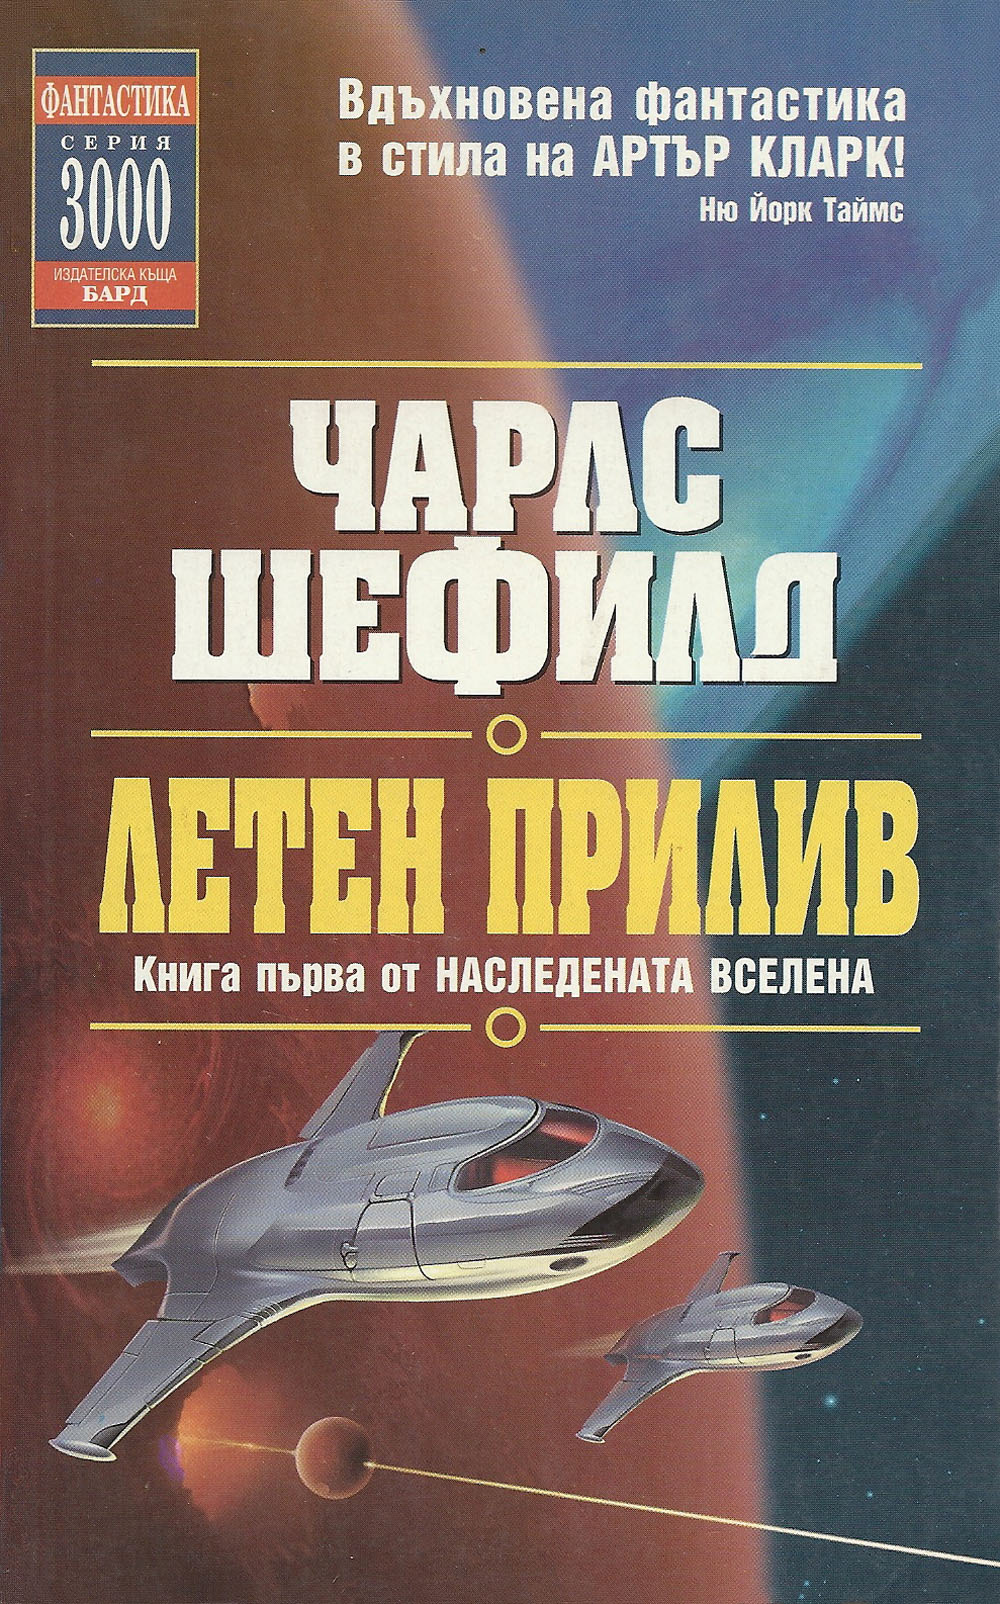 ФАНТАСТИКА
СЕРИЯ
3000
ИЗДАТЕЛСКА КЪЩА
БАРД
Вдъхновена фантастика
в стила на АРТЪР КЛАРК!
Ню Йорк Таймс
ЧАРЛС
ШЕФИЛД
ЛЕТЕН ПРИЛИВ
Книга първа от НАСЛЕДЕНАТА ВСЕЛЕНА